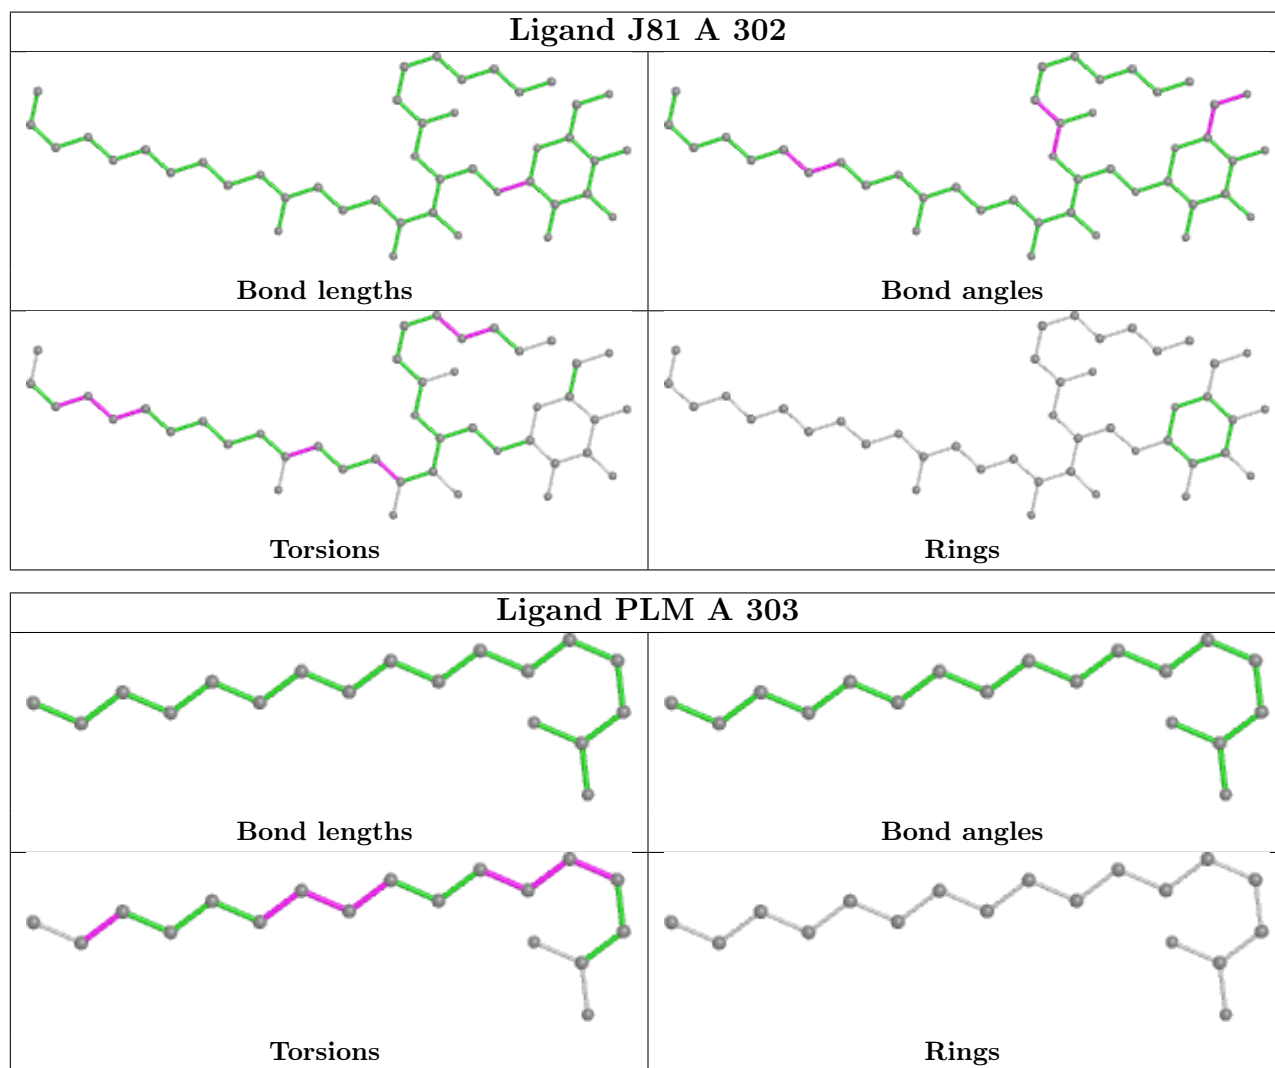 Ligand J81 A 302
Bond lengths
Bond angles
Torsions
Rings
Ligand PLM A 303
Bond lengths
Bond angles
Torsions
Rings